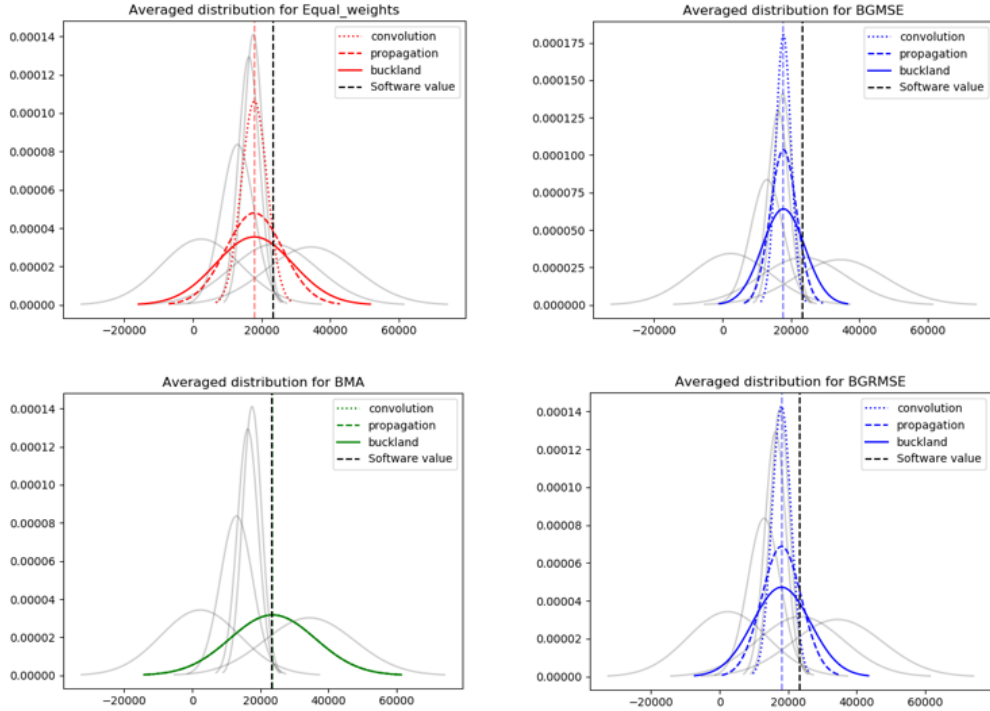 Averaged distribution for Equal_weights
0.00014
0.00012
0.00010
0.00008
0.00006
0.00004
0.00002
0.00000
−20000 0 20000 40000 60000
convolution
propagation
buckland
Software value
Averaged distribution for BGMSE
0.000175
0.000150
0.000125
0.000100
0.000075
0.000050
0.000025
0.000000
−20000 0 20000 40000 60000
convolution
propagation
buckland
Software value
Averaged distribution for BMA
0.00014
0.00012
0.00010
0.00008
0.00006
0.00004
0.00002
0.00000
−20000 0 20000 40000 60000
convolution
propagation
buckland
Software value
Averaged distribution for BGRMSE
0.00014
0.00012
0.00010
0.00008
0.00006
0.00004
0.00002
0.00000
−20000 0 20000 40000 60000
convolution
propagation
buckland
Software value